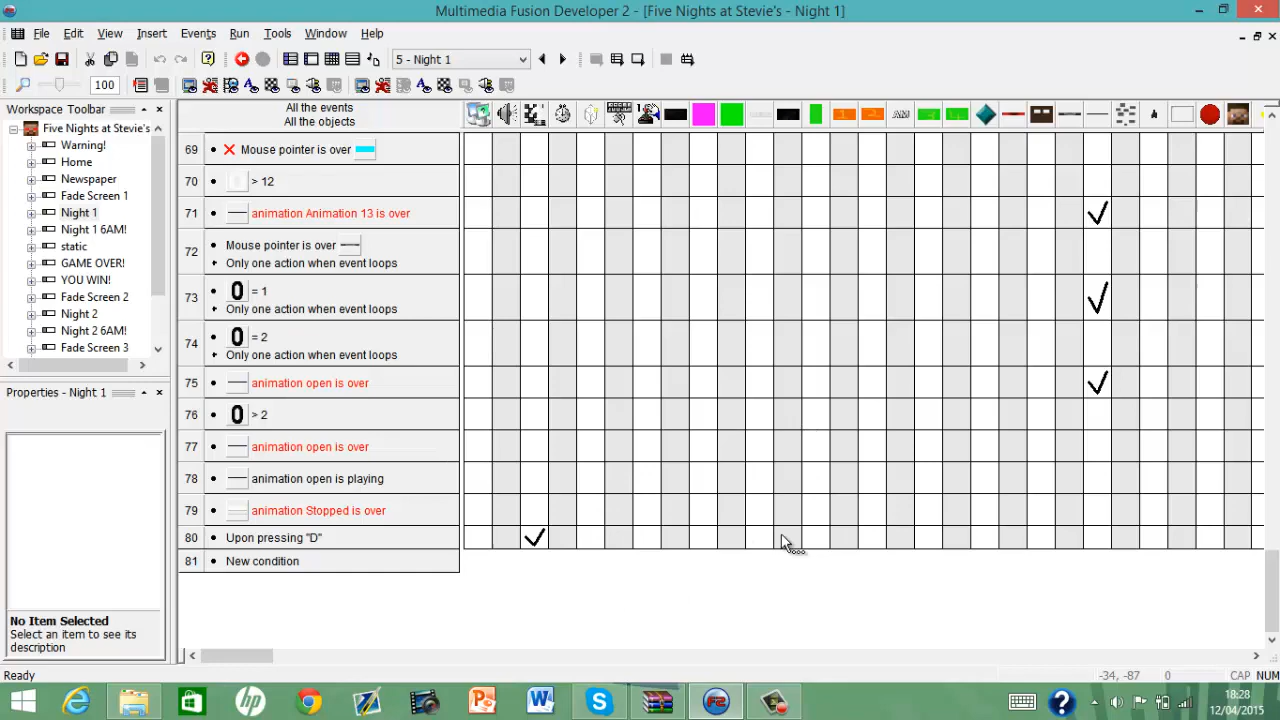 Multimedia Fusion Developer 2 - [Five Nights at Stevie's - Night 1]
File Edit View Insert Events Run Tools Window Help
5 - Night 1
100
Workspace Toolbar
Five Nights at Stevie's
Warning!
Home
Newspaper
Fade Screen 1
Night 1
Night 1 6AM!
static
GAME OVER!
YOU WIN!
Fade Screen 2
Night 2
Night 2 6AM!
Fade Screen 3
Properties - Night 1
No Item Selected
Select an item to see its
description
All the events
All the objects
69 Mouse pointer is over
70 > 12
71 animation Animation 13 is over
72 Mouse pointer is over
Only one action when event loops
73 0 = 1
Only one action when event loops
74 0 = 2
Only one action when event loops
75 animation open is over
76 0 > 2
77 animation open is over
78 animation open is playing
79 animation Stopped is over
80 Upon pressing "D"
81 New condition
Ready
-34, -87 0 CAP NUM
18:28
12/04/2015